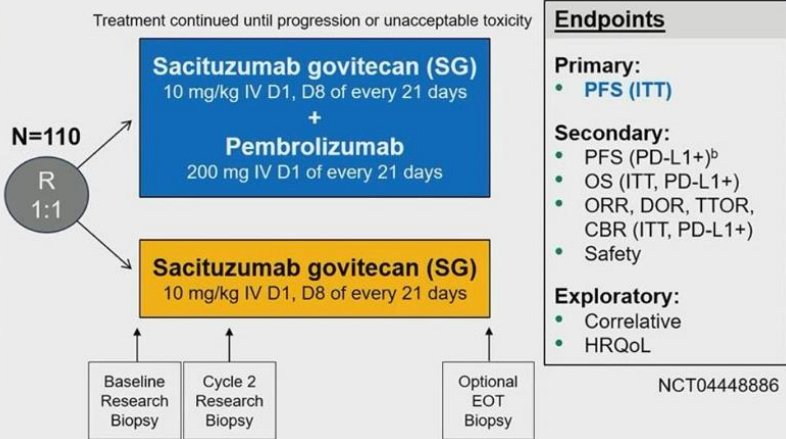 Treatment continued until progression or unacceptable toxicity
N=110
R
1:1
Sacituzumab govitecan (SG)
10 mg/kg IV D1, D8 of every 21 days
+
Pembrolizumab
200 mg IV D1 of every 21 days
Sacituzumab govitecan (SG)
10 mg/kg IV D1, D8 of every 21 days
Baseline
Research
Biopsy
Cycle 2
Research
Biopsy
Optional
EOT
Biopsy
Endpoints
Primary:
• PFS (ITT)
Secondary:
• PFS (PD-L1+)ᵇ
• OS (ITT, PD-L1+)
• ORR, DOR, TTOR,
CBR (ITT, PD-L1+)
• Safety
Exploratory:
• Correlative
• HRQoL
NCT04448886